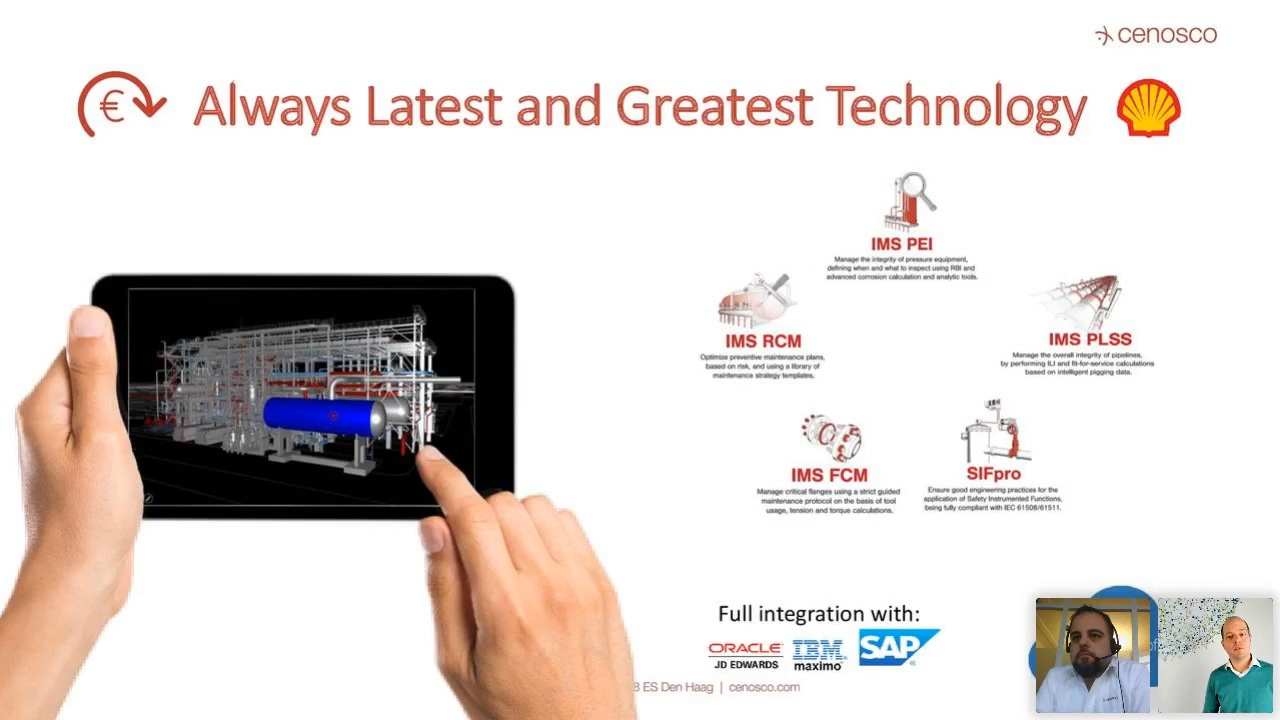 cenosco
€ Always Latest and Greatest Technology
IMS PEI
Manage the integrity of pressure equipment,
defining when and what to inspect using RBI and
advanced corrosion calculation and analytic tools.
IMS RCM
Optimize preventive maintenance plans,
based on risk, and using a library of
maintenance strategy templates.
IMS PLSS
Manage the overall integrity of pipelines,
by performing ILI and fit-for-service calculations
based on intelligent pigging data.
IMS FCM
Manage critical flanges using a strict guided
maintenance protocol on the basis of tool
usage, tension and torque calculations.
SIFpro
Ensure good engineering practices for the
application of Safety Instrumented Functions,
being fully compliant with IEC 61508/61511.
Full integration with:
ORACLE
JD EDWARDS
IBM
maximo
SAP
ES Den Haag | cenosco.com